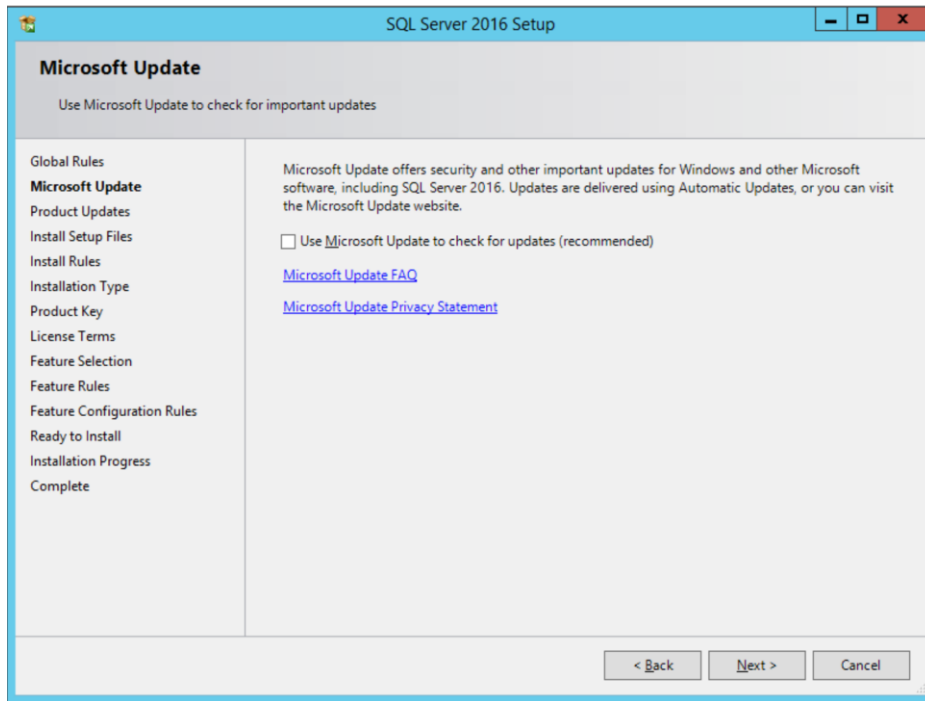 SQL Server 2016 Setup
Microsoft Update
Use Microsoft Update to check for important updates
Global Rules
Microsoft Update
Product Updates
Install Setup Files
Install Rules
Installation Type
Product Key
License Terms
Feature Selection
Feature Rules
Feature Configuration Rules
Ready to Install
Installation Progress
Complete
Microsoft Update offers security and other important updates for Windows and other Microsoft
software, including SQL Server 2016. Updates are delivered using Automatic Updates, or you can visit
the Microsoft Update website.
Use Microsoft Update to check for updates (recommended)
Microsoft Update FAQ
Microsoft Update Privacy Statement
< Back Next > Cancel